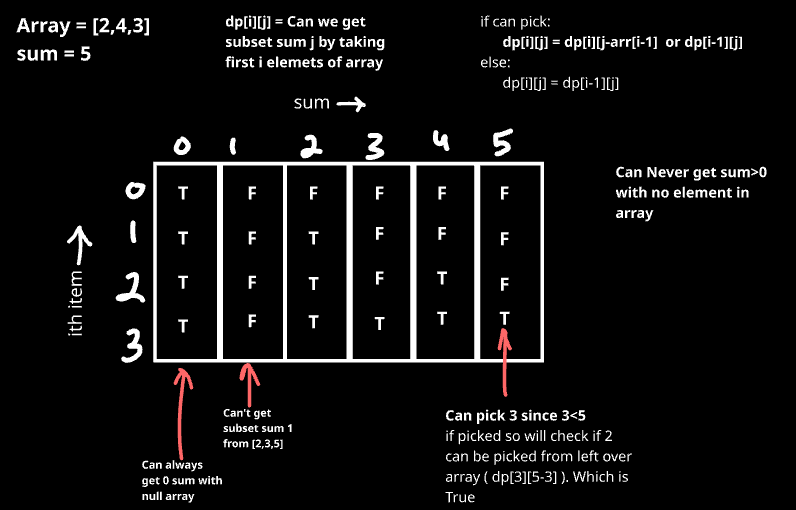 Array = [2,4,3]
sum = 5
dp[i][j] = Can we get
subset sum j by taking
first i elemets of array
if can pick:
dp[i][j] = dp[i][j-arr[i-1] or dp[i-1][j]
else:
dp[i][j] = dp[i-1][j]
sum
0 1 2 3 4 5
0 T F F F F F
1 T F T F F F
2 T F T F T F
3 T F T T T T
ith item
Can Never get sum>0
with no element in
array
Can always
get 0 sum with
null array
Can't get
subset sum 1
from [2,3,5]
Can pick 3 since 3<5
if picked so will check if 2
can be picked from left over
array ( dp[3][5-3] ). Which is
True